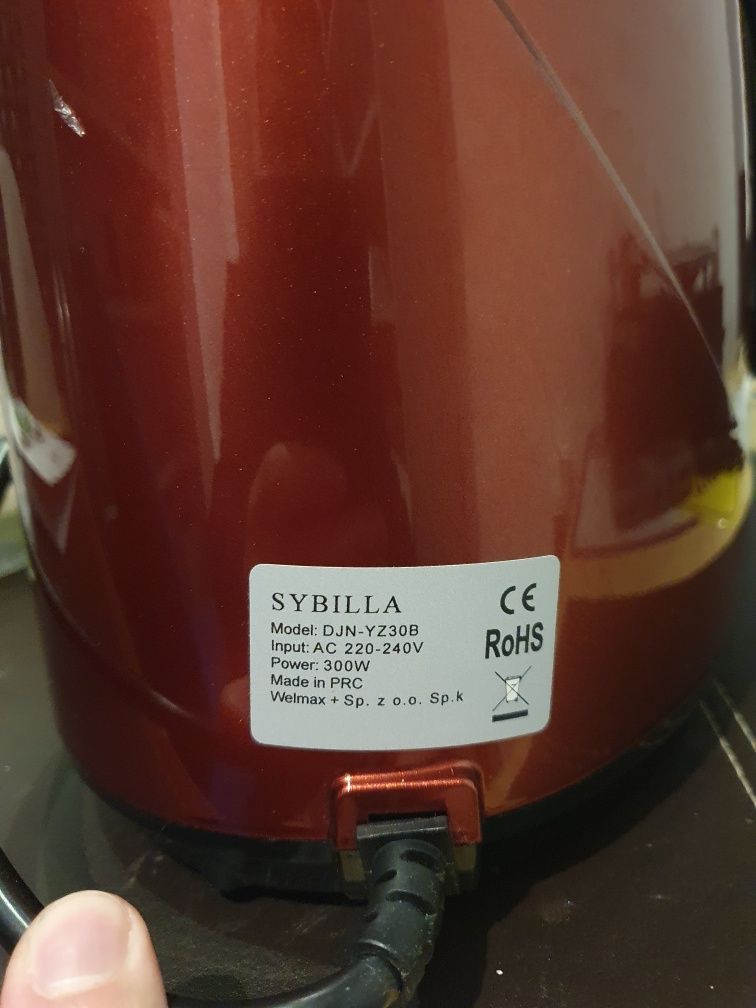 SYBILLA
Model: DJN-YZ30B
Input: AC 220-240V
Power: 300W
Made in PRC
Welmax + Sp. z o.o. Sp.k
CE
RoHS